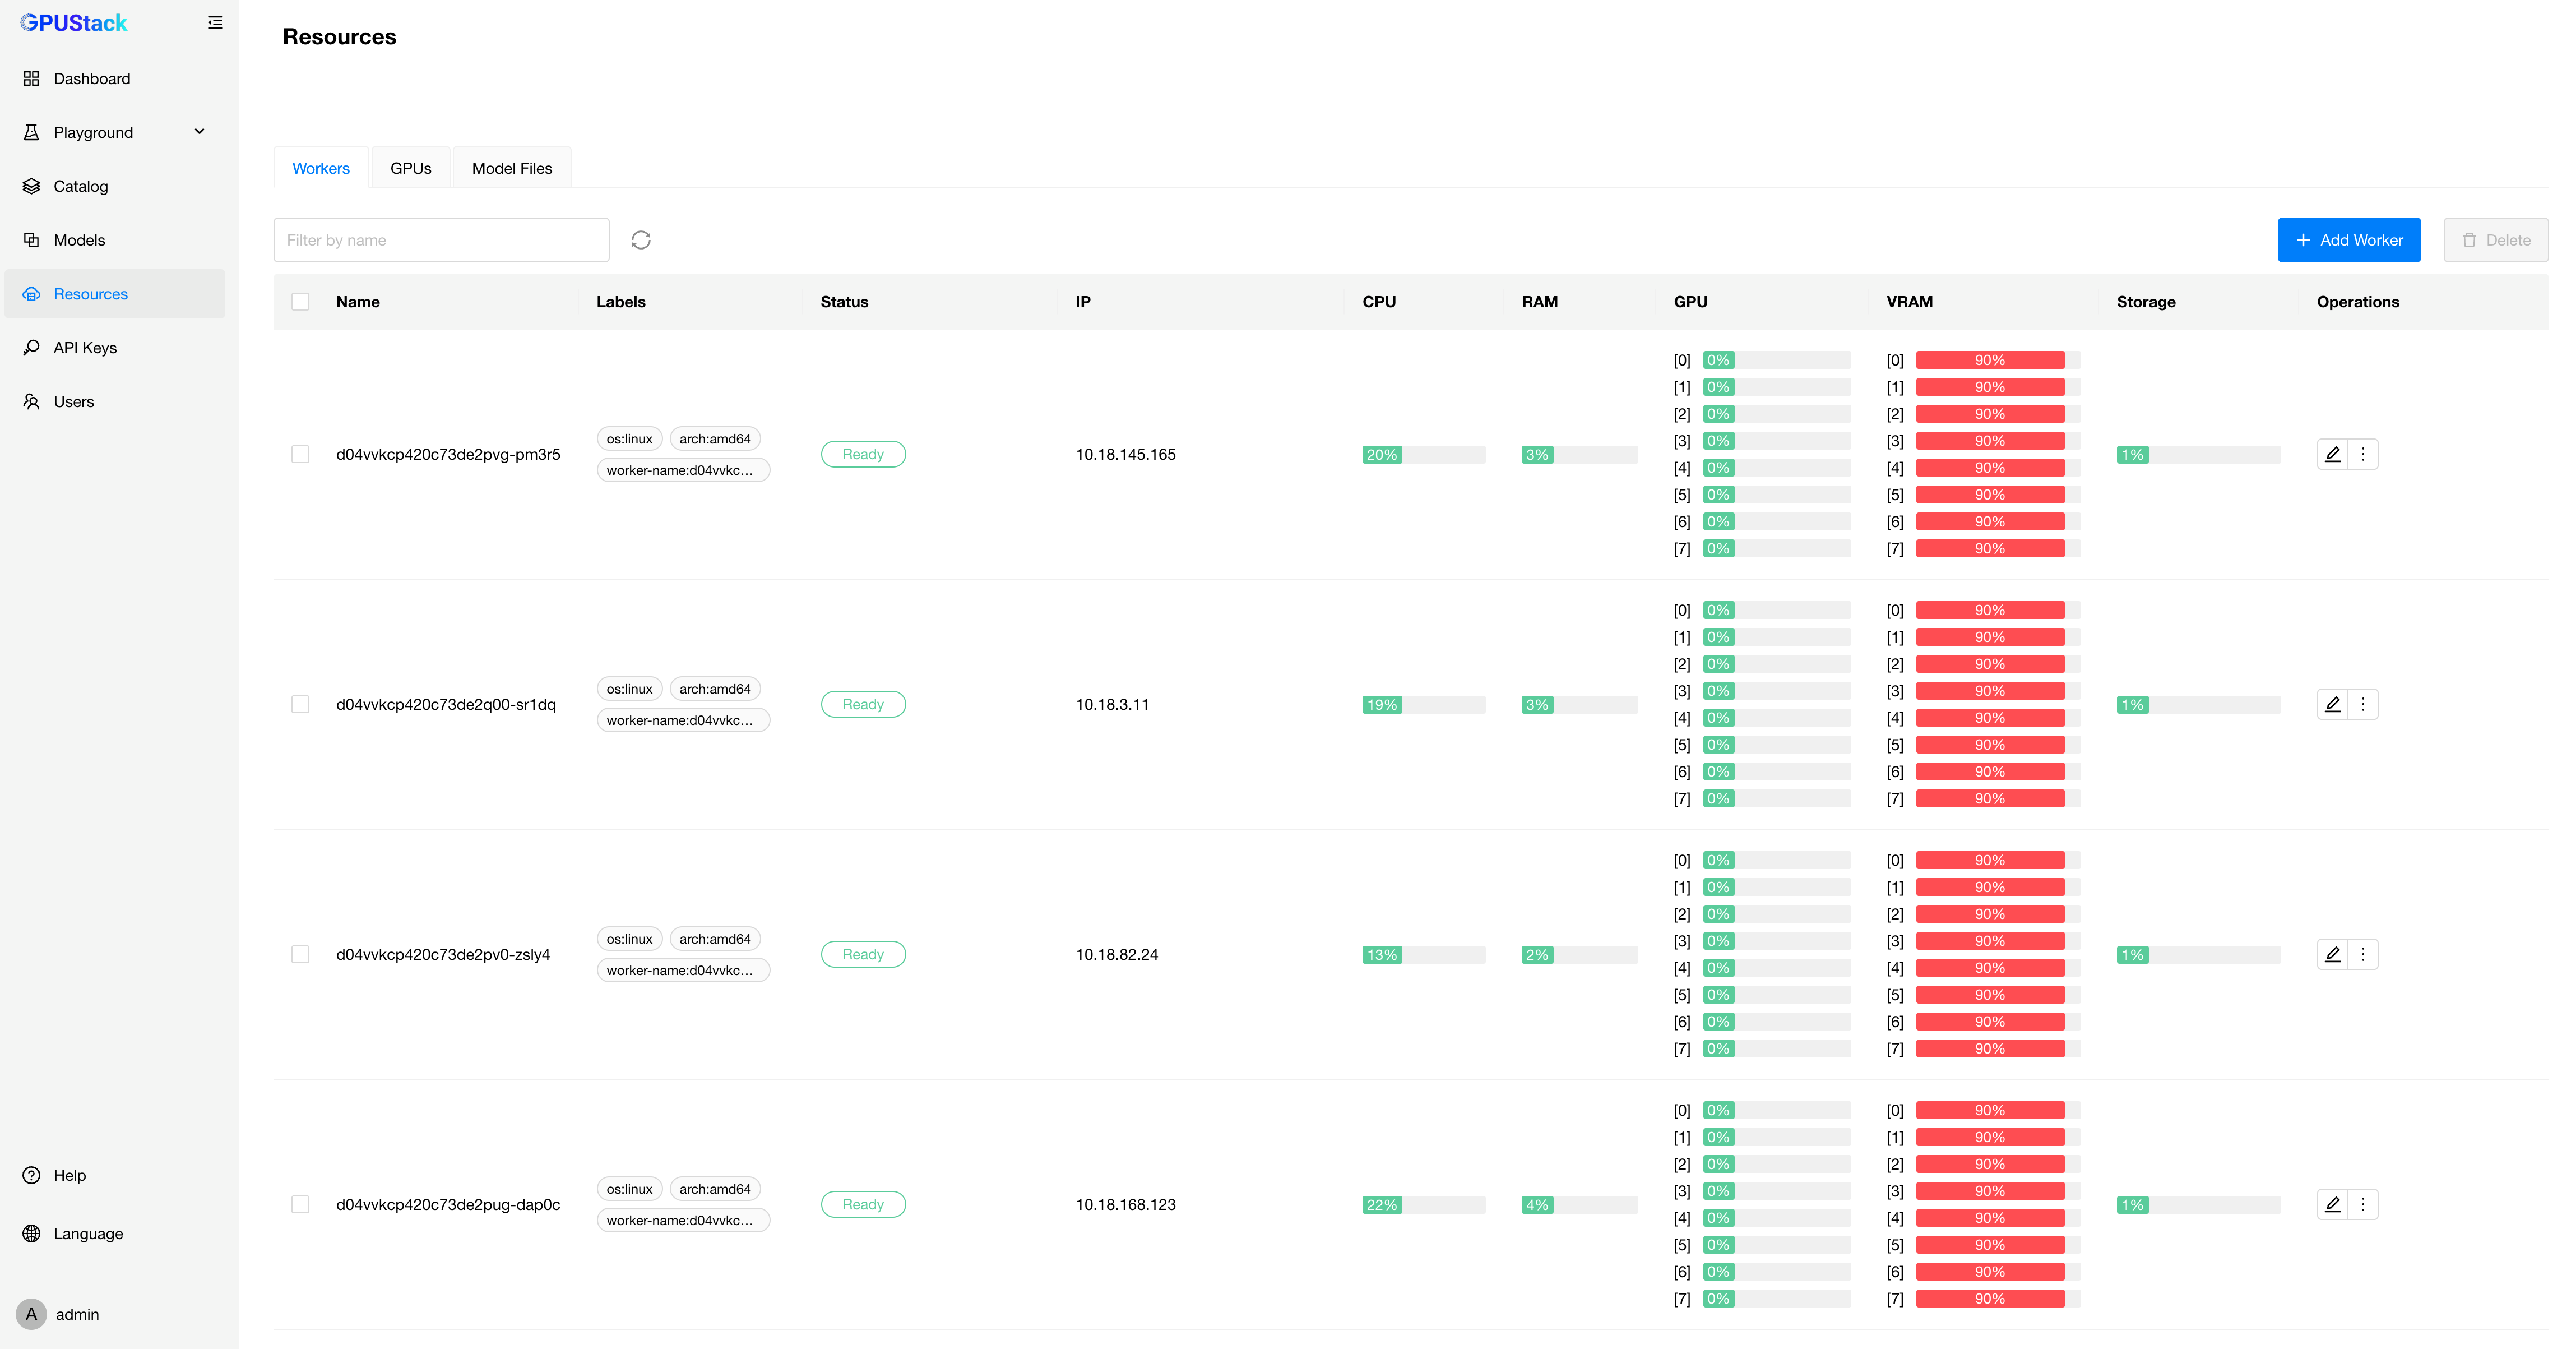 GPUStack
Dashboard
Playground
Catalog
Models
Resources
API Keys
Users
Help
Language
A admin
Resources
Workers GPUs Model Files
Filter by name
Add Worker Delete
Name Labels Status IP CPU RAM GPU VRAM Storage Operations
d04vvkcp420c73de2pvg-pm3r5 os:linux arch:amd64 worker-name:d04vvkc... Ready 10.18.145.165 20% 3% 1%
[0] 0% [0] 90%
[1] 0% [1] 90%
[2] 0% [2] 90%
[3] 0% [3] 90%
[4] 0% [4] 90%
[5] 0% [5] 90%
[6] 0% [6] 90%
[7] 0% [7] 90%
d04vvkcp420c73de2q00-sr1dq os:linux arch:amd64 worker-name:d04vvkc... Ready 10.18.3.11 19% 3% 1%
[0] 0% [0] 90%
[1] 0% [1] 90%
[2] 0% [2] 90%
[3] 0% [3] 90%
[4] 0% [4] 90%
[5] 0% [5] 90%
[6] 0% [6] 90%
[7] 0% [7] 90%
d04vvkcp420c73de2pv0-zsly4 os:linux arch:amd64 worker-name:d04vvkc... Ready 10.18.82.24 13% 2% 1%
[0] 0% [0] 90%
[1] 0% [1] 90%
[2] 0% [2] 90%
[3] 0% [3] 90%
[4] 0% [4] 90%
[5] 0% [5] 90%
[6] 0% [6] 90%
[7] 0% [7] 90%
d04vvkcp420c73de2pug-dap0c os:linux arch:amd64 worker-name:d04vvkc... Ready 10.18.168.123 22% 4% 1%
[0] 0% [0] 90%
[1] 0% [1] 90%
[2] 0% [2] 90%
[3] 0% [3] 90%
[4] 0% [4] 90%
[5] 0% [5] 90%
[6] 0% [6] 90%
[7] 0% [7] 90%